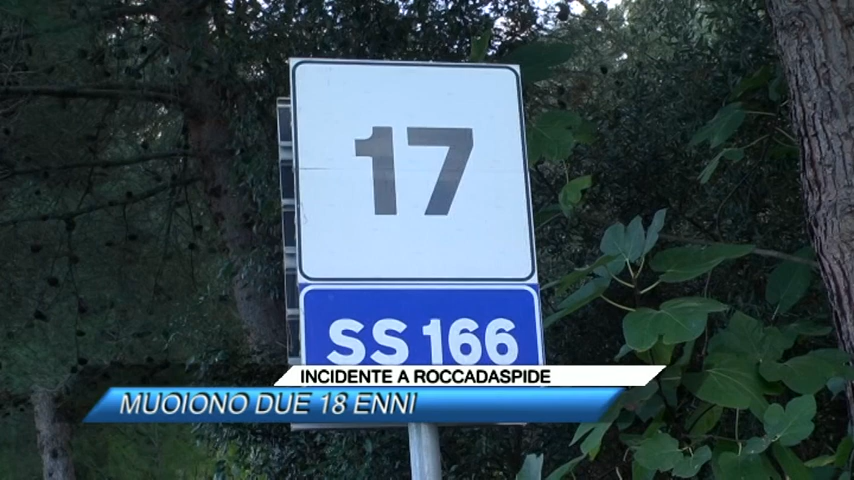 17
SS 166
INCIDENTE A ROCCADASPIDE
MUOIONO DUE 18 ENNI